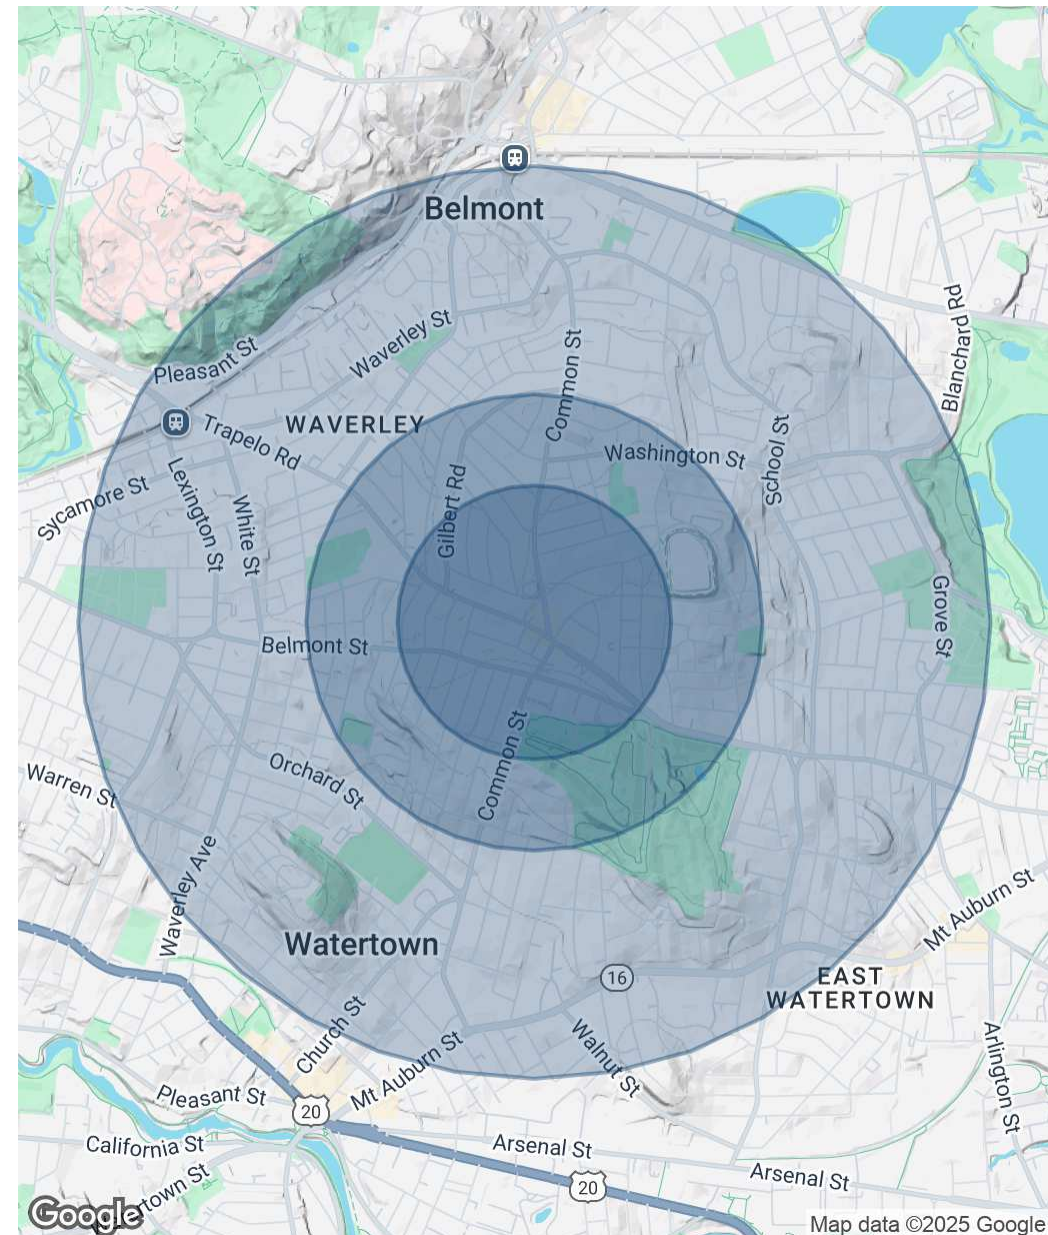 Belmont
Blanchard Rd
Waverley St
Common St
Pleasant St
WAVERLEY
Trapelo Rd
Washington St
School St
Sycamore St
Lexington St
White St
Gilbert Rd
Grove St
Belmont St
Common St
Orchard St
Warren St
Waverley Ave
Mt Auburn St
Watertown
16
EAST
WATERTOWN
Church St
Walnut St
Arlington St
Mt Auburn St
Pleasant St
20
California St
Arsenal St
Arsenal St
20
Watertown St
Google
Map data ©2025 Google